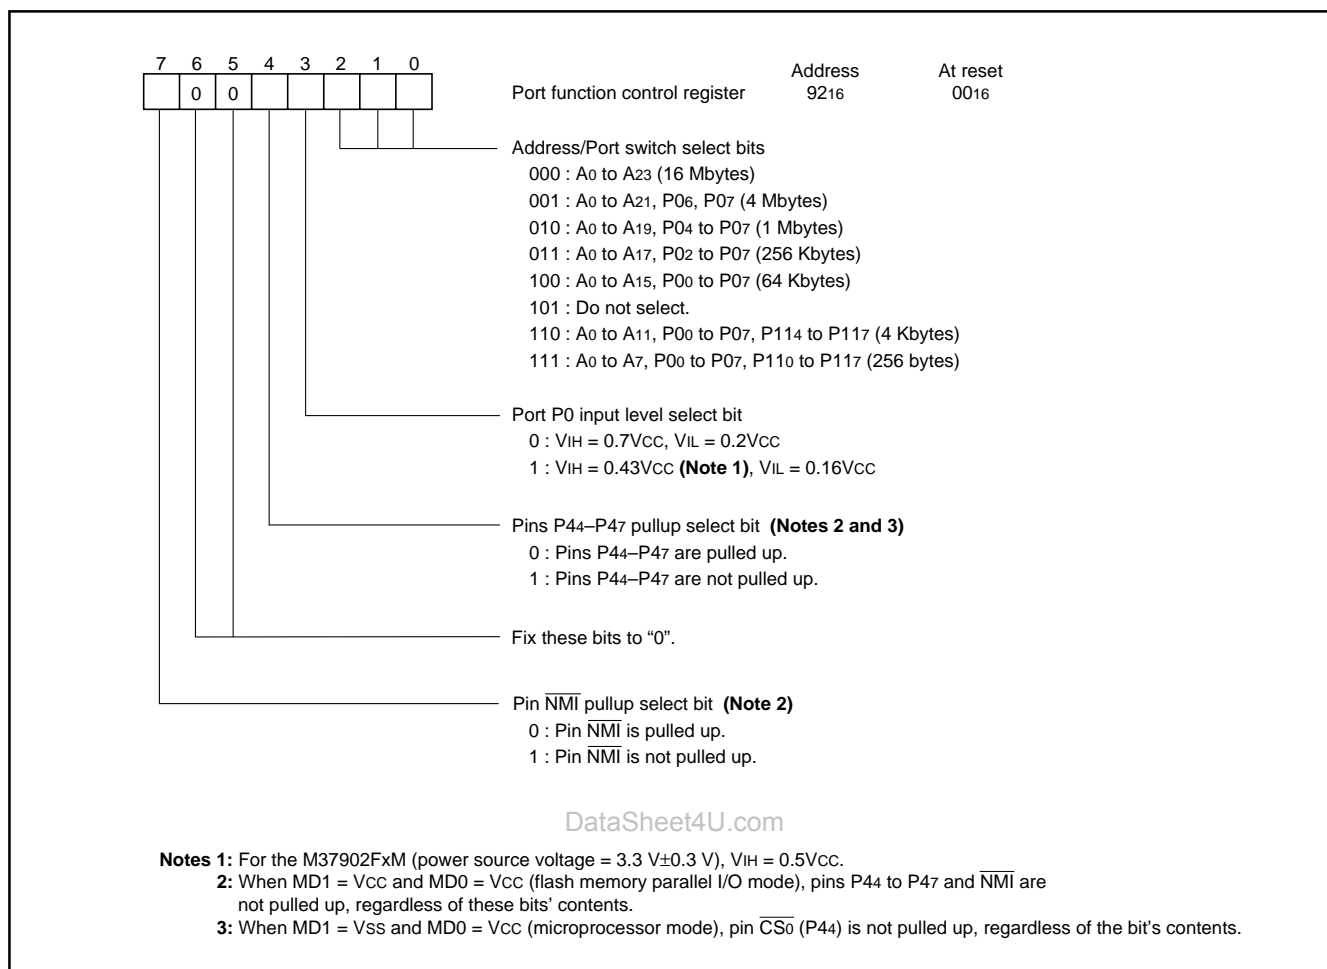 7 6 5 4 3 2 1 0
0 0
Port function control register
Address
9216
At reset
0016
Address/Port switch select bits
000 : A0 to A23 (16 Mbytes)
001 : A0 to A21, P06, P07 (4 Mbytes)
010 : A0 to A19, P04 to P07 (1 Mbyte)
011 : A0 to A17, P02 to P07 (256 Kbytes)
100 : A0 to A15, P00 to P07 (64 Kbytes)
101 : Do not select.
110 : A0 to A11, P00 to P07, P114 to P117 (4 Kbytes)
111 : A0 to A7, P00 to P07, P110 to P117 (256 bytes)
Port P0 input level select bit
0 : VIH = 0.7VCC, VIL = 0.2VCC
1 : VIH = 0.43VCC (Note 1), VIL = 0.16VCC
Pins P44–P47 pullup select bit (Notes 2 and 3)
0 : Pins P44–P47 are pulled up.
1 : Pins P44–P47 are not pulled up.
Fix these bits to “0”.
Pin NMI pullup select bit (Note 2)
0 : Pin NMI is pulled up.
1 : Pin NMI is not pulled up.
DataSheet4U.com
Notes 1: For the M37902FxM (power source voltage = 3.3 V±0.3 V), VIH = 0.5VCC.
2: When MD1 = VCC and MD0 = VCC (flash memory parallel I/O mode), pins P44 to P47 and NMI are
not pulled up, regardless of these bits’ contents.
3: When MD1 = VSS and MD0 = VCC (microprocessor mode), pin CS0 (P44) is not pulled up, regardless of the bit’s contents.